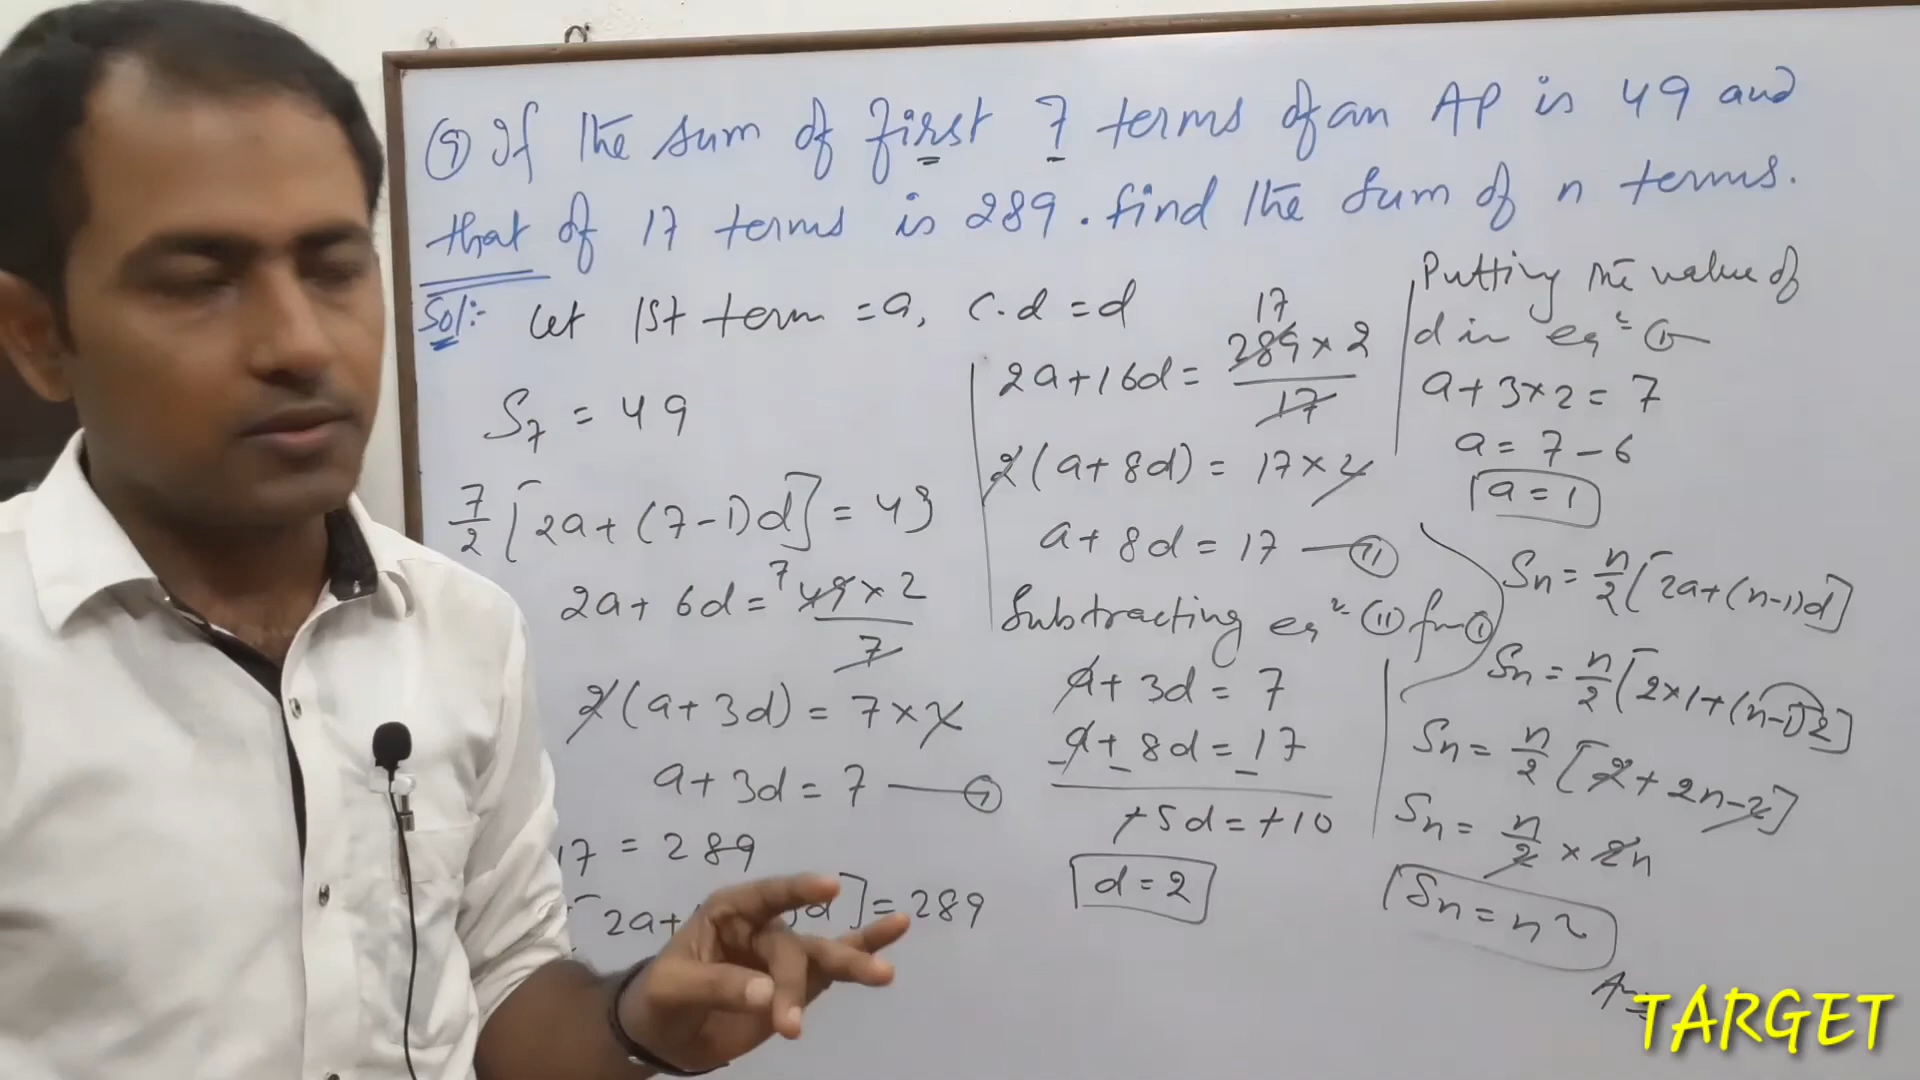 9 If the sum of first 7 terms of an AP is 49 and
that of 17 terms is 289. find the sum of n terms.
Sol:- Let 1st term = a, c.d = d
S7 = 49
7/2 [2a + (7-1)d] = 49
2a + 6d = 7 49 × 2 / 7
2(a + 3d) = 7 × 2
a + 3d = 7 — I
17 = 289
[2a+ d] = 289
2a + 16d = 17 289 × 2 / 17
2(a + 8d) = 17 × 2
a + 8d = 17 — II
Subtracting eqn II from I
a + 3d = 7
a + 8d = 17
- - -
+5d = +10
d = 2
Putting the value of
d in eqn I
a + 3×2 = 7
a = 7 - 6
a = 1
Sn = n/2 [2a + (n-1)d]
Sn = n/2 [2×1 + (n-1)2]
Sn = n/2 [2 + 2n - 2]
Sn = n/2 × 2n
Sn = n²
TARGET